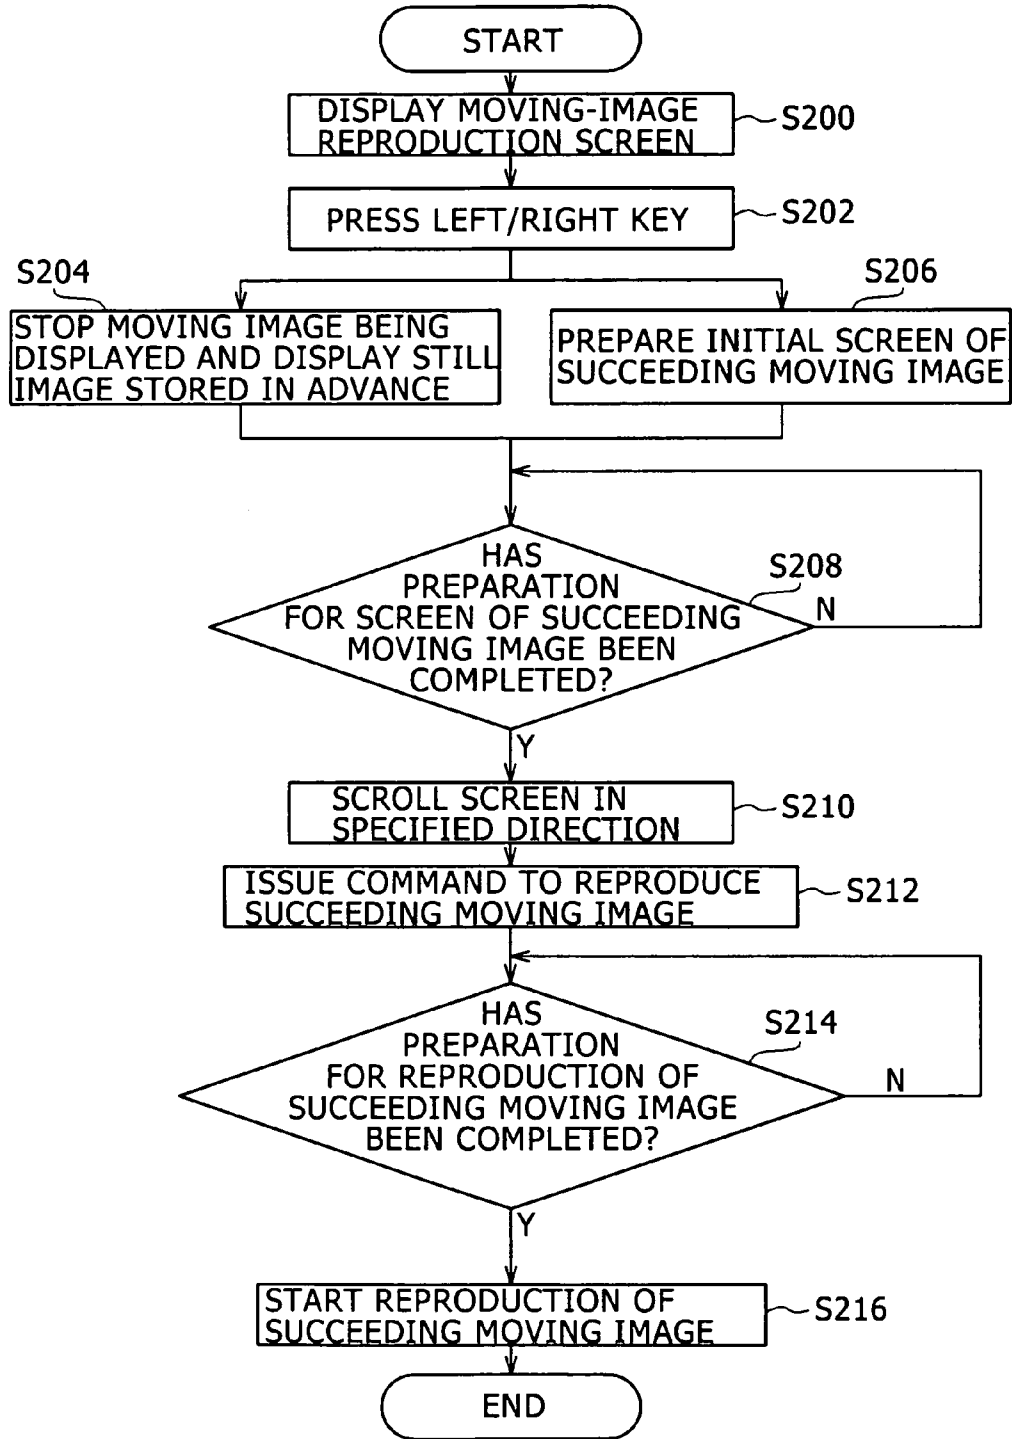 START
DISPLAY MOVING-IMAGE
REPRODUCTION SCREEN
S200
PRESS LEFT/RIGHT KEY
S202
S204
STOP MOVING IMAGE BEING
DISPLAYED AND DISPLAY STILL
IMAGE STORED IN ADVANCE
S206
PREPARE INITIAL SCREEN OF
SUCCEEDING MOVING IMAGE
HAS
PREPARATION
FOR SCREEN OF SUCCEEDING
MOVING IMAGE BEEN
COMPLETED?
S208
N
Y
SCROLL SCREEN IN
SPECIFIED DIRECTION
S210
ISSUE COMMAND TO REPRODUCE
SUCCEEDING MOVING IMAGE
S212
HAS
PREPARATION
FOR REPRODUCTION OF
SUCCEEDING MOVING IMAGE
BEEN COMPLETED?
S214
N
Y
START REPRODUCTION OF
SUCCEEDING MOVING IMAGE
S216
END